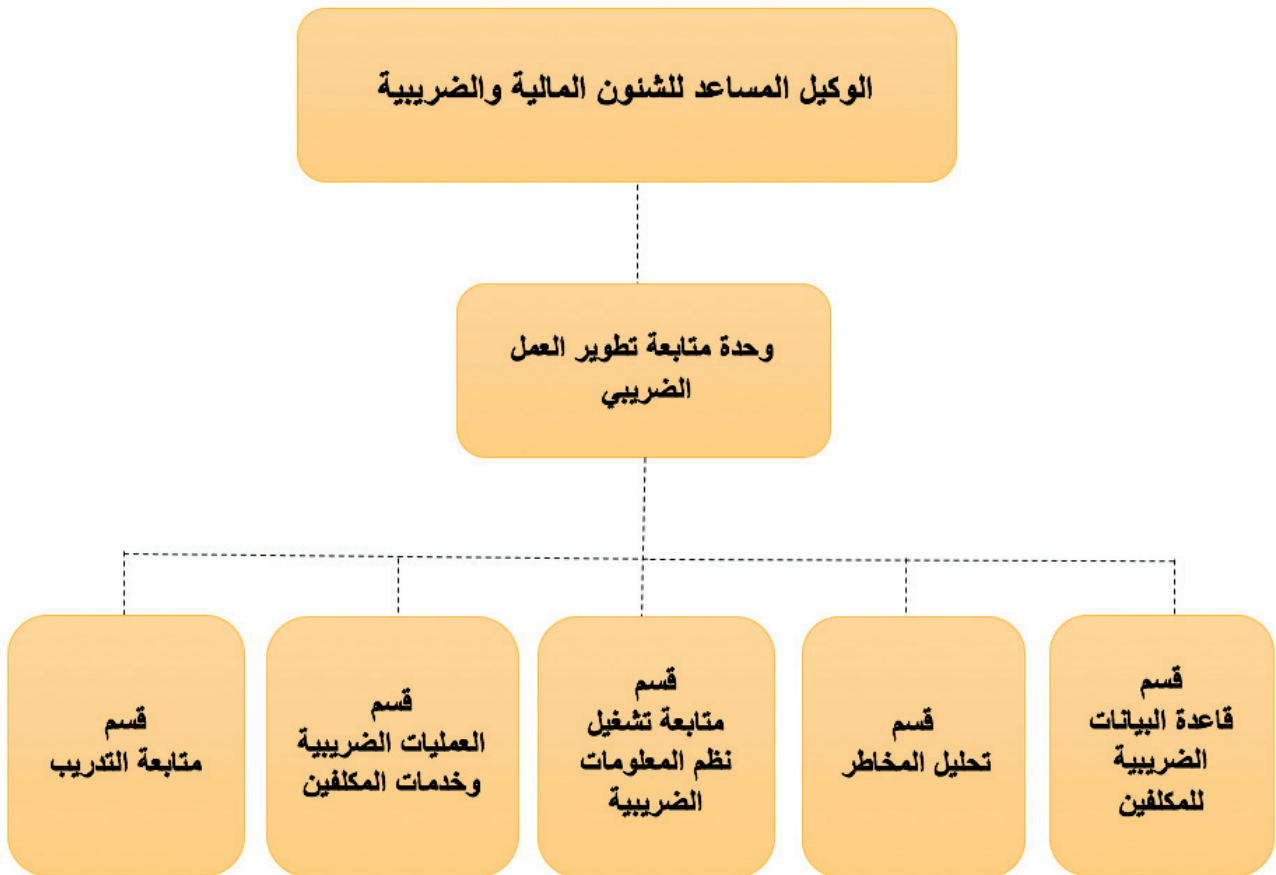 الوكيل المساعد للشئون المالية والضريبية
وحدة متابعة تطوير العمل
الضريبي
قسم
قاعدة البيانات
الضريبية
للمكلفين
قسم
تحليل المخاطر
قسم
متابعة تشغيل
نظم المعلومات
الضريبية
قسم
العمليات الضريبية
وخدمات المكلفين
قسم
متابعة التدريب